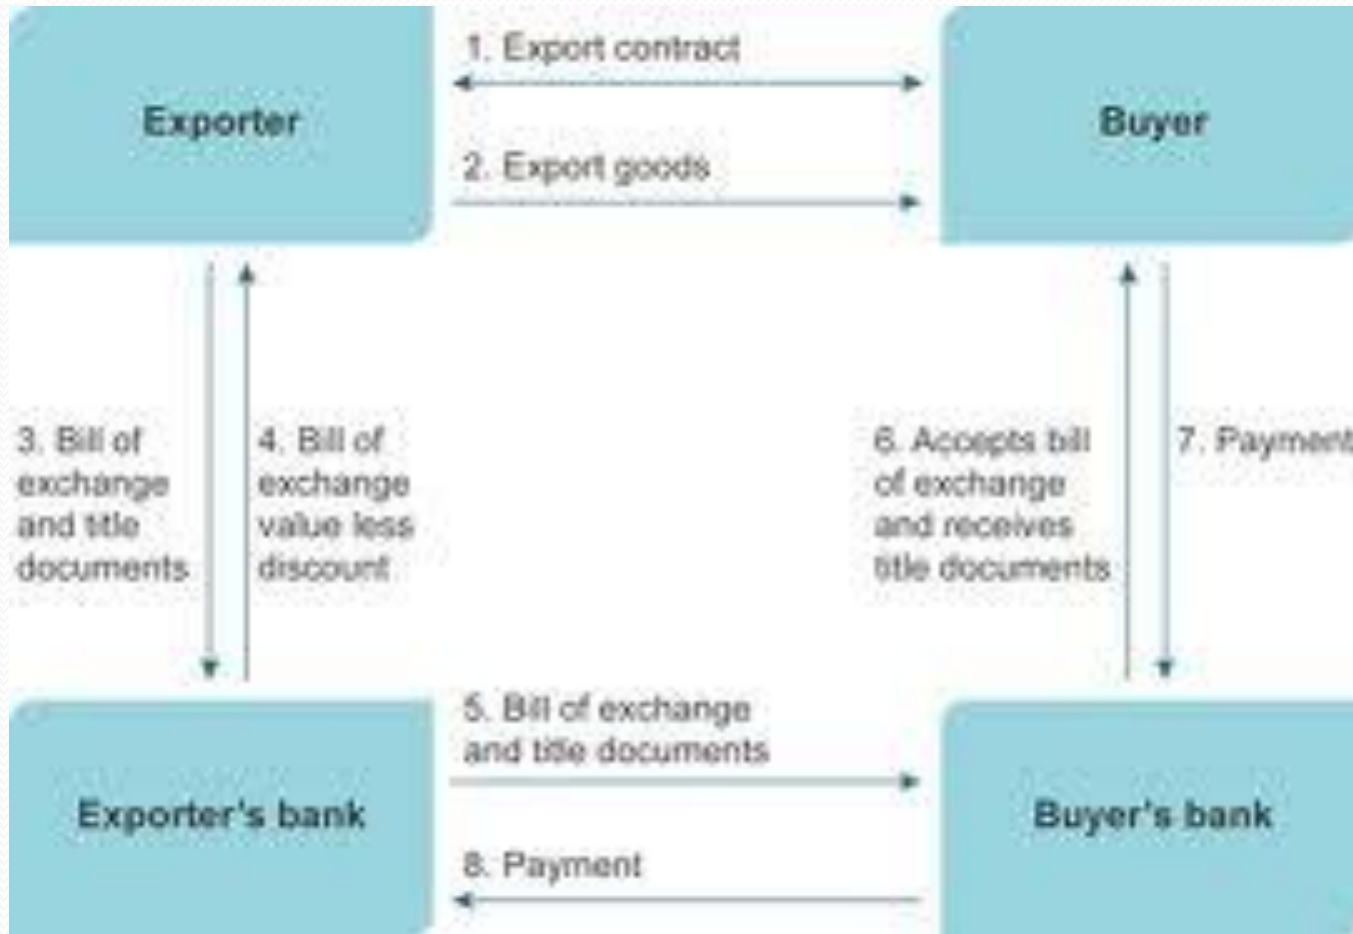 1. Export contract
Exporter
Buyer
2. Export goods
3. Bill of
exchange
and title
documents
4. Bill of
exchange
value less
discount
6. Accepts bill
of exchange
and receives
title documents
7. Payment
5. Bill of exchange
and title documents
Exporter's bank
Buyer's bank
8. Payment